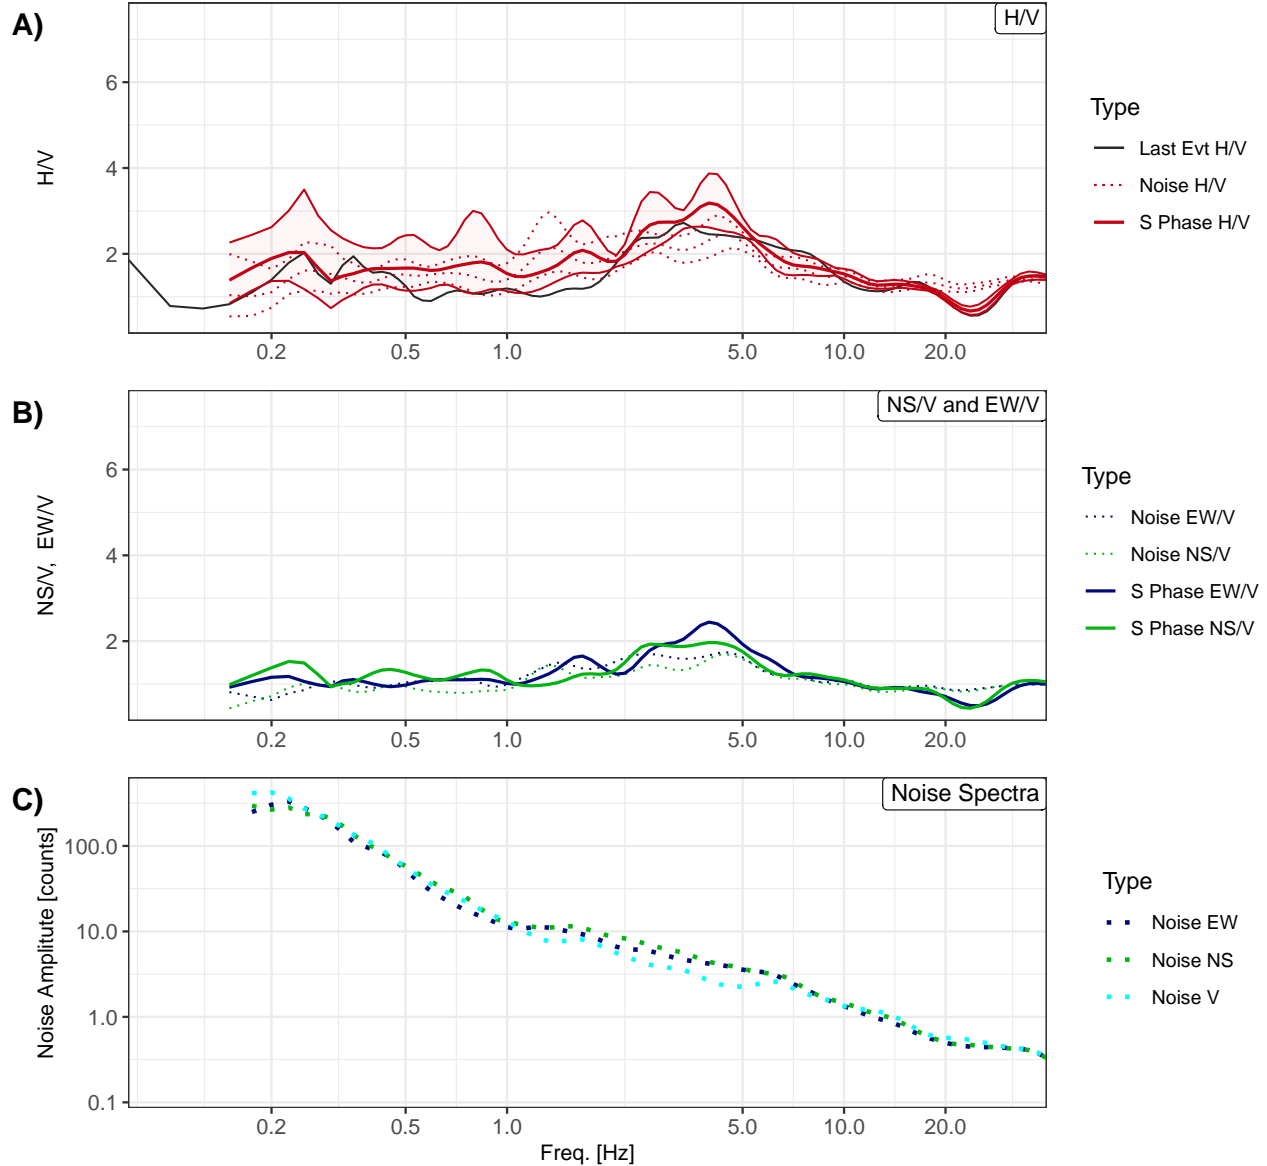 A)
H/V
6
4
2
H/V
0.2 0.5 1.0 5.0 10.0 20.0
Type
Last Evt H/V
Noise H/V
S Phase H/V
B)
NS/V and EW/V
6
4
2
NS/V, EW/V
0.2 0.5 1.0 5.0 10.0 20.0
Type
Noise EW/V
Noise NS/V
S Phase EW/V
S Phase NS/V
C)
Noise Spectra
100.0
10.0
1.0
0.1
Noise Amplitute [counts]
0.2 0.5 1.0 5.0 10.0 20.0
Freq. [Hz]
Type
Noise EW
Noise NS
Noise V